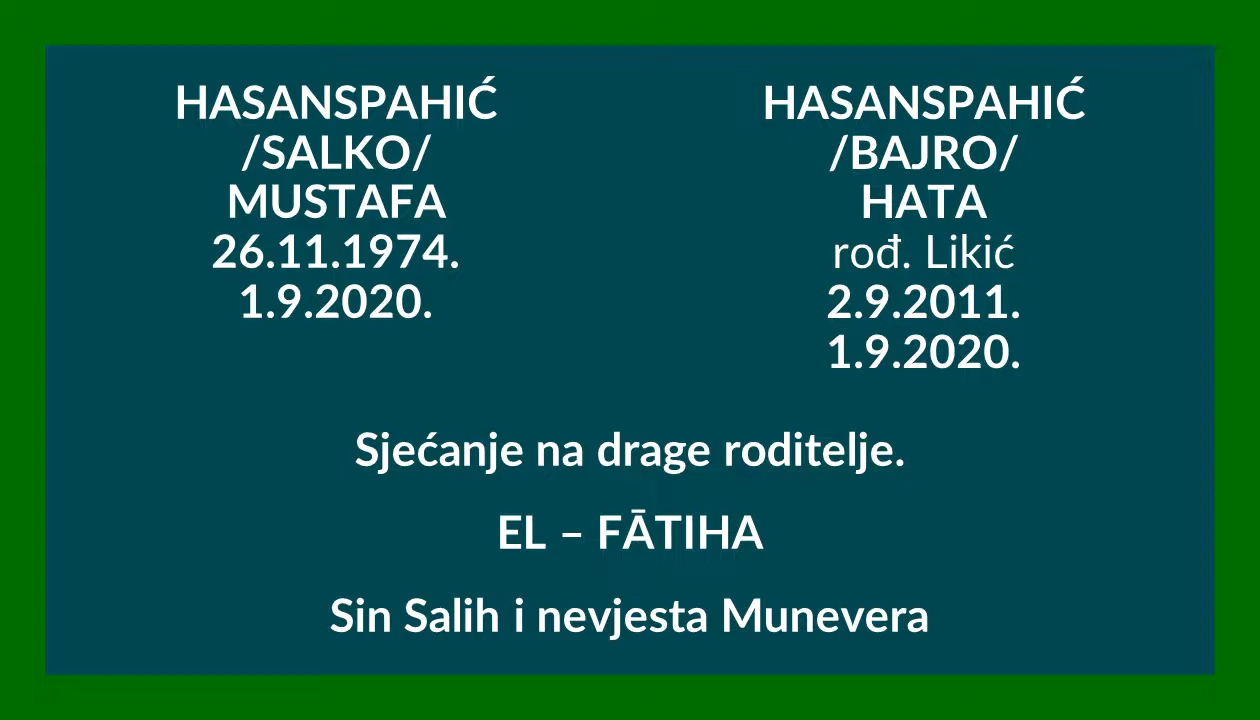 HASANSPAHIĆ
/SALKO/
MUSTAFA
26.11.1974.
1.9.2020.
HASANSPAHIĆ
/BAJRO/
HATA
rođ. Likić
2.9.2011.
1.9.2020.
Sjećanje na drage roditelje.
EL – FĀTIHA
Sin Salih i nevjesta Munevera